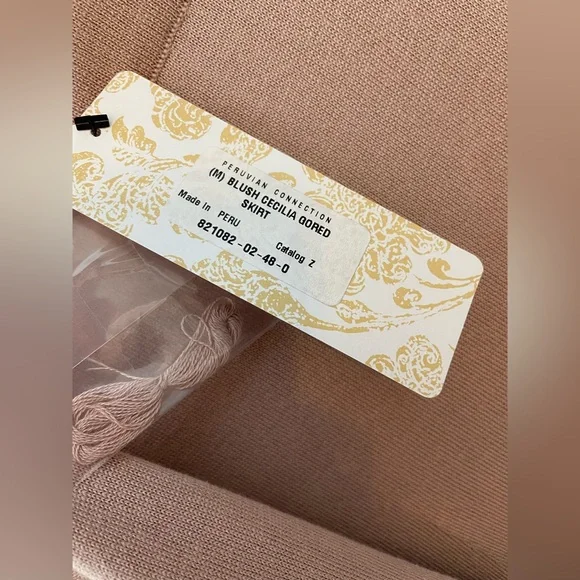 PERUVIAN CONNECTION
(M) BLUSH CECILIA GORED
SKIRT
Made In PERU Catalog Z
821082-02-48-0